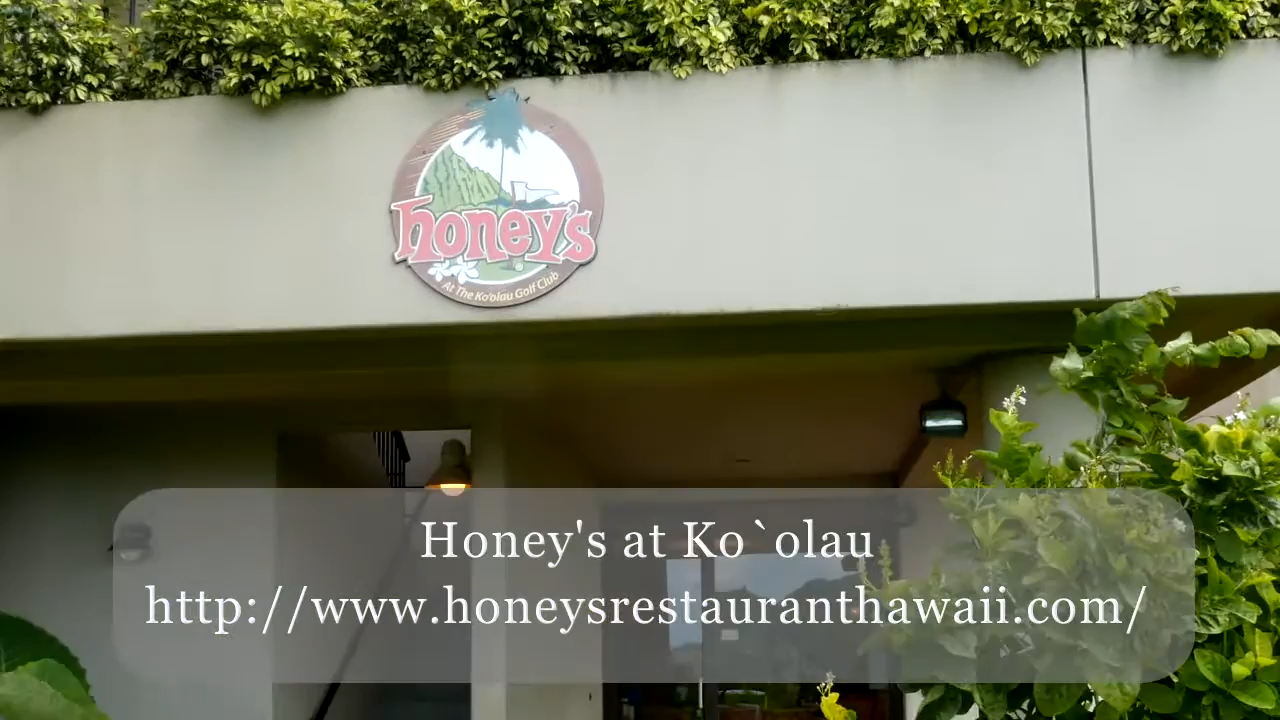 honey's
At The Ko'olau Golf Club
Honey's at Ko`olau
http://www.honeysrestauranthawaii.com/